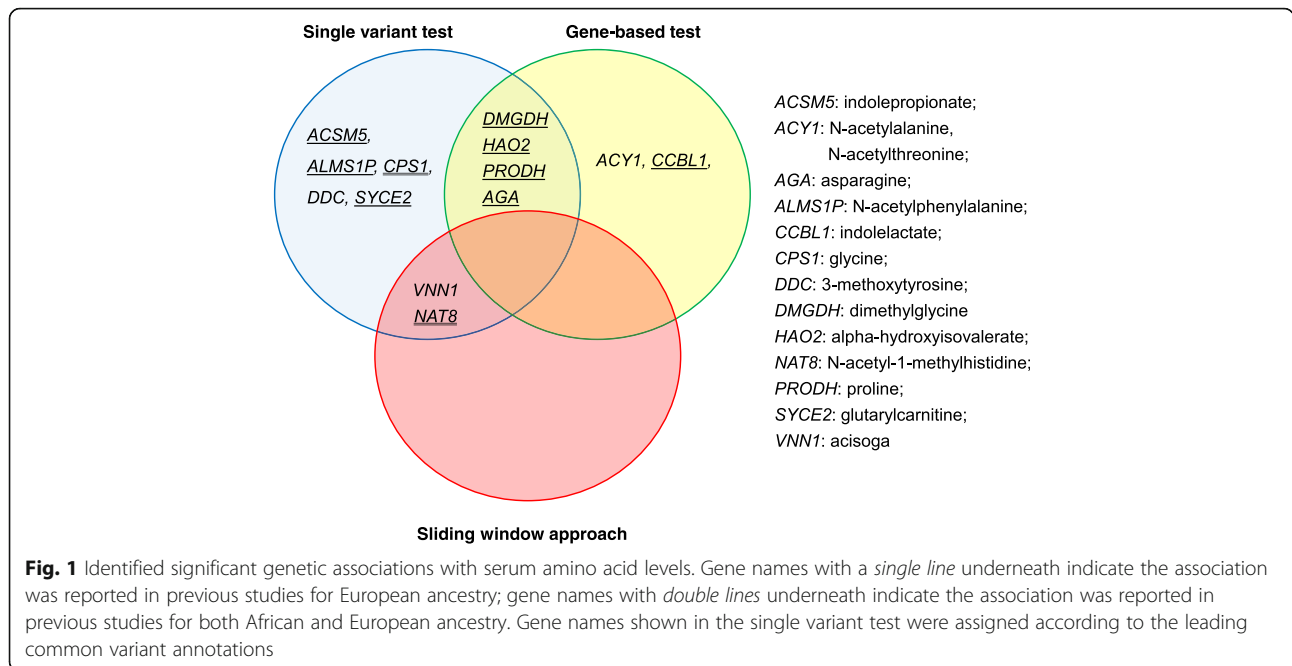 Single variant test
Gene-based test
ACSM5,
ALMS1P, CPS1,
DDC, SYCE2
DMGDH
HAO2
PRODH
AGA
ACY1, CCBL1,
VNN1
NAT8
Sliding window approach
ACSM5: indolepropionate;
ACY1: N-acetylalanine,
N-acetylthreonine;
AGA: asparagine;
ALMS1P: N-acetylphenylalanine;
CCBL1: indolelactate;
CPS1: glycine;
DDC: 3-methoxytyrosine;
DMGDH: dimethylglycine
HAO2: alpha-hydroxyisovalerate;
NAT8: N-acetyl-1-methylhistidine;
PRODH: proline;
SYCE2: glutarylcarnitine;
VNN1: acisoga
Fig. 1 Identified significant genetic associations with serum amino acid levels. Gene names with a single line underneath indicate the association
was reported in previous studies for European ancestry; gene names with double lines underneath indicate the association was reported in
previous studies for both African and European ancestry. Gene names shown in the single variant test were assigned according to the leading
common variant annotations